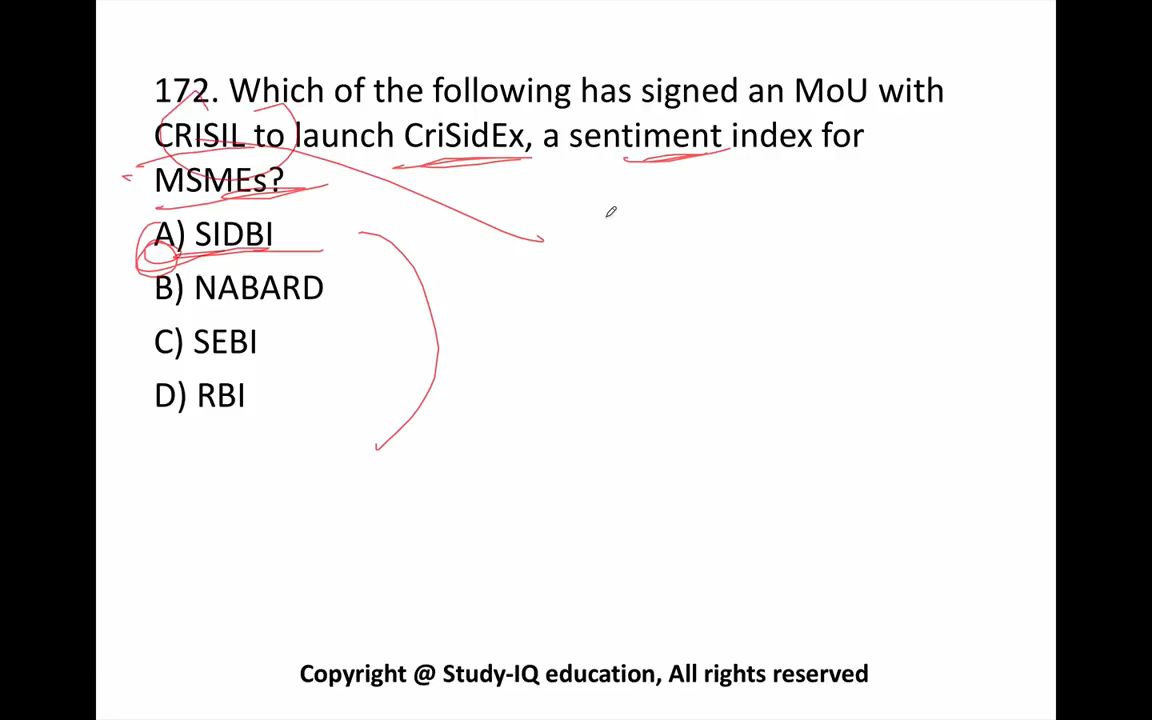 172. Which of the following has signed an MoU with
CRISIL to launch CriSidEx, a sentiment index for
MSMEs?
A) SIDBI
B) NABARD
C) SEBI
D) RBI
Copyright @ Study-IQ education, All rights reserved